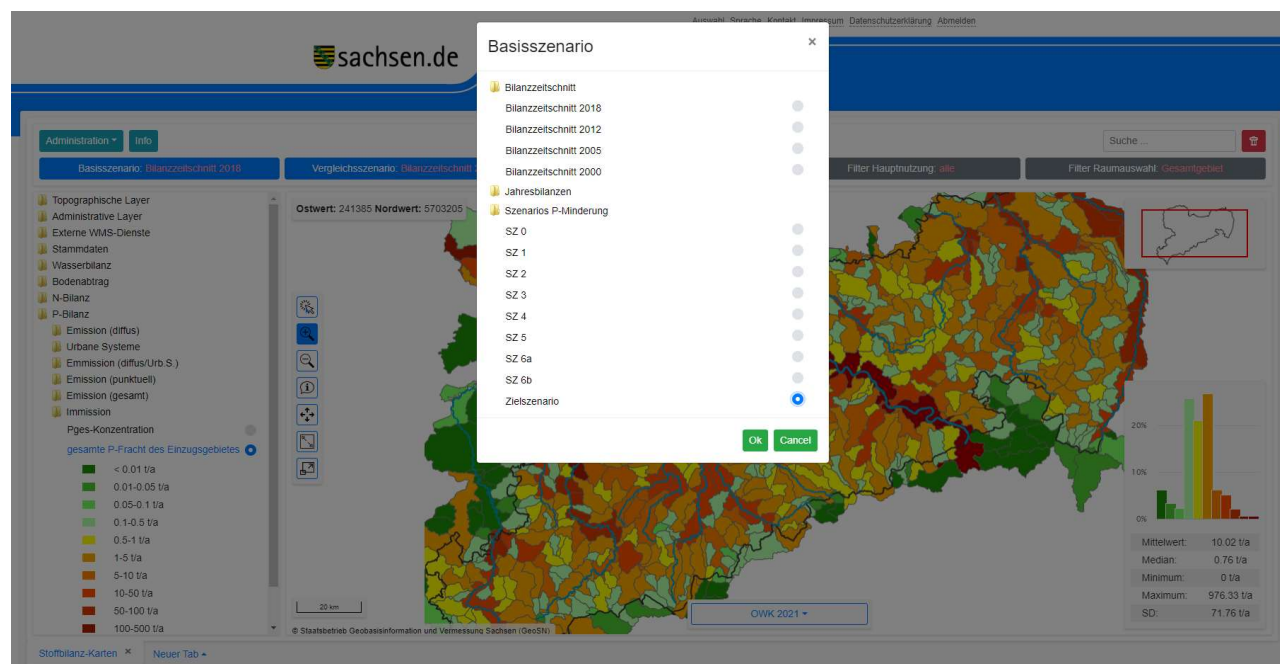 Auswahl Sprache Kontakt Impressum Datenschutzerklärung Abmelden
sachsen.de
Basisszenario
×
Bilanzzeitschnitt
Bilanzzeitschnitt 2018
Bilanzzeitschnitt 2012
Bilanzzeitschnitt 2005
Bilanzzeitschnitt 2000
Jahresbilanzen
Szenarios P-Minderung
SZ 0
SZ 1
SZ 2
SZ 3
SZ 4
SZ 5
SZ 6a
SZ 6b
Zielszenario
Ok Cancel
Administration Info
Suche ...
Basisszenario: Bilanzzeitschnitt 2018
Vergleichsszenario: Bilanzzeitschnitt
Filter Hauptnutzung: alle
Filter Raumauswahl: Gesamtgebiet
Topographische Layer
Administrative Layer
Externe WMS-Dienste
Stammdaten
Wasserbilanz
Bodenabtrag
N-Bilanz
P-Bilanz
Emission (diffus)
Urbane Systeme
Emmission (diffus/Urb.S.)
Emission (punktuell)
Emission (gesamt)
Immission
Pges-Konzentration
gesamte P-Fracht des Einzugsgebietes
< 0.01 t/a
0.01-0.05 t/a
0.05-0.1 t/a
0.1-0.5 t/a
0.5-1 t/a
1-5 t/a
5-10 t/a
10-50 t/a
50-100 t/a
100-500 t/a
Ostwert: 241385 Nordwert: 5703205
20 km
© Staatsbetrieb Geobasisinformation und Vermessung Sachsen (GeoSN)
OWK 2021
20%
10%
0%
Mittelwert: 10.02 t/a
Median: 0.76 t/a
Minimum: 0 t/a
Maximum: 976.33 t/a
SD: 71.76 t/a
Stoffbilanz-Karten × Neuer Tab